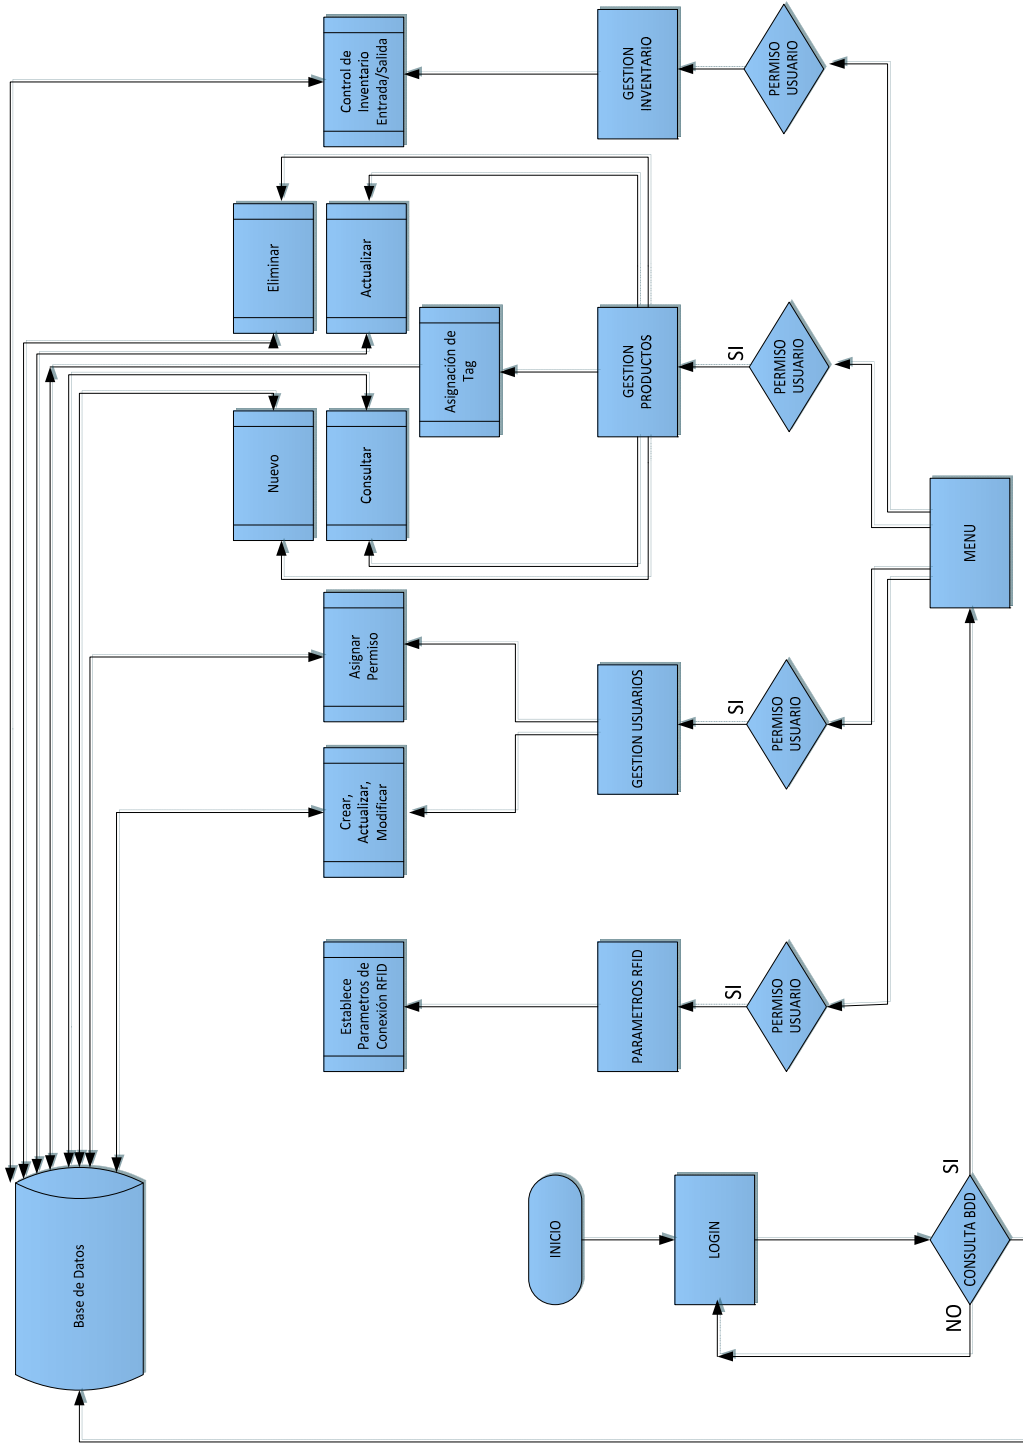 Base de Datos
Nuevo
Eliminar
Establece
Parametros de
Conexión RFID
Crear,
Actualizar,
Modificar
Asignar
Permiso
Consultar
Actualizar
Control de
Inventario
Entrada/Salida
Asignación de
Tag
INICIO
PARAMETROS RFID
GESTION USUARIOS
GESTION
PRODUCTOS
GESTION
INVENTARIO
LOGIN
SI
SI
SI
PERMISO
USUARIO
PERMISO
USUARIO
PERMISO
USUARIO
PERMISO
USUARIO
NO
SI
CONSULTA BDD
MENU